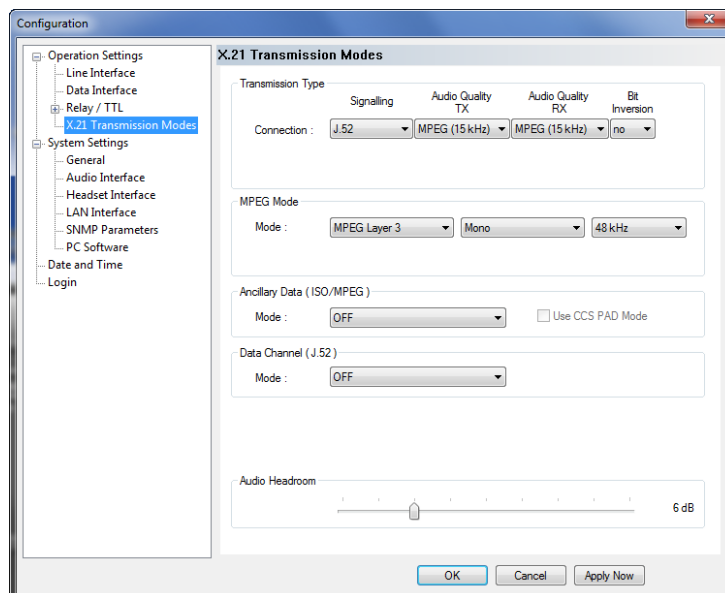 Configuration
Operation Settings
Line Interface
Data Interface
Relay / TTL
X.21 Transmission Modes
System Settings
General
Audio Interface
Headset Interface
LAN Interface
SNMP Parameters
PC Software
Date and Time
Login
X.21 Transmission Modes
Transmission Type
Signalling Audio Quality TX Audio Quality RX Bit Inversion
Connection : J.52 MPEG (15 kHz) MPEG (15 kHz) no
MPEG Mode
Mode : MPEG Layer 3 Mono 48 kHz
Ancillary Data ( ISO/MPEG )
Mode : OFF Use CCS PAD Mode
Data Channel ( J.52 )
Mode : OFF
Audio Headroom
6 dB
OK Cancel Apply Now